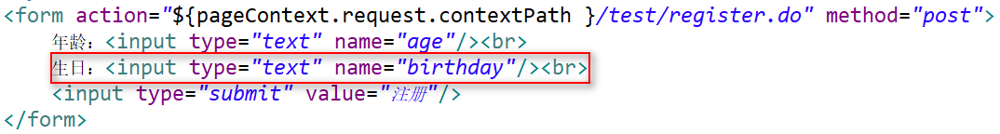 <form action="${pageContext.request.contextPath }/test/register.do" method="post">
年龄：<input type="text" name="age"/><br>
生日：<input type="text" name="birthday"/><br>
<input type="submit" value="注册"/>
</form>